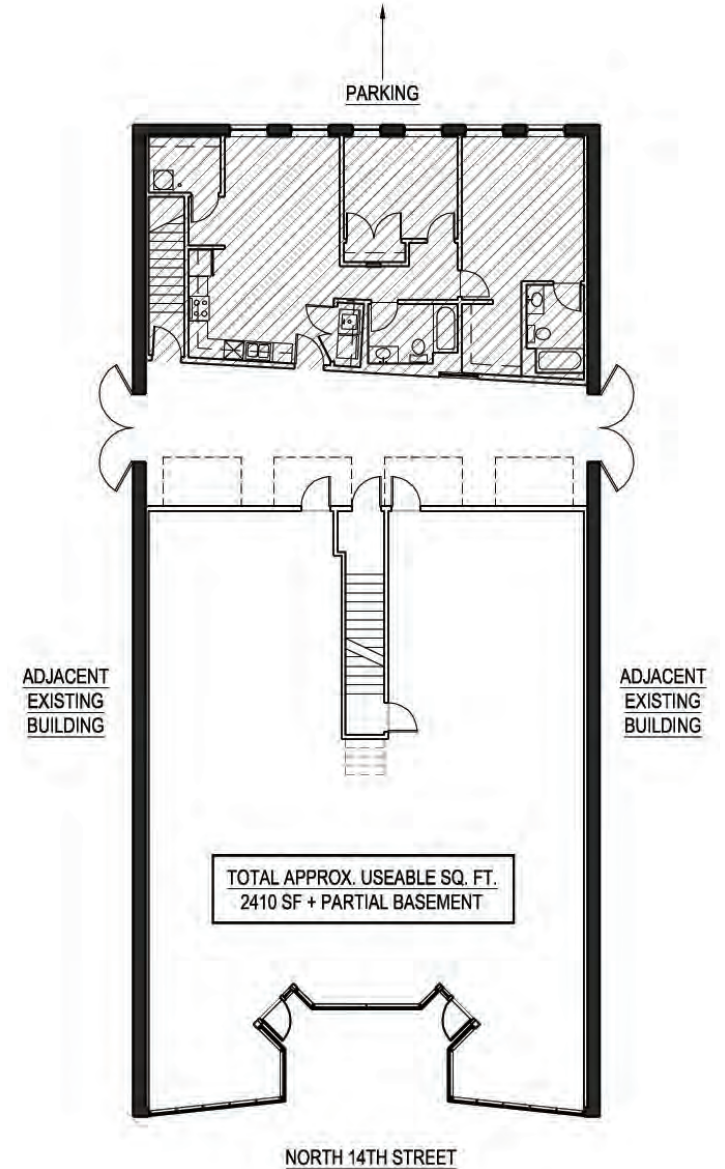 PARKING
ADJACENT
EXISTING
BUILDING
ADJACENT
EXISTING
BUILDING
TOTAL APPROX. USEABLE SQ. FT.
2410 SF + PARTIAL BASEMENT
NORTH 14TH STREET